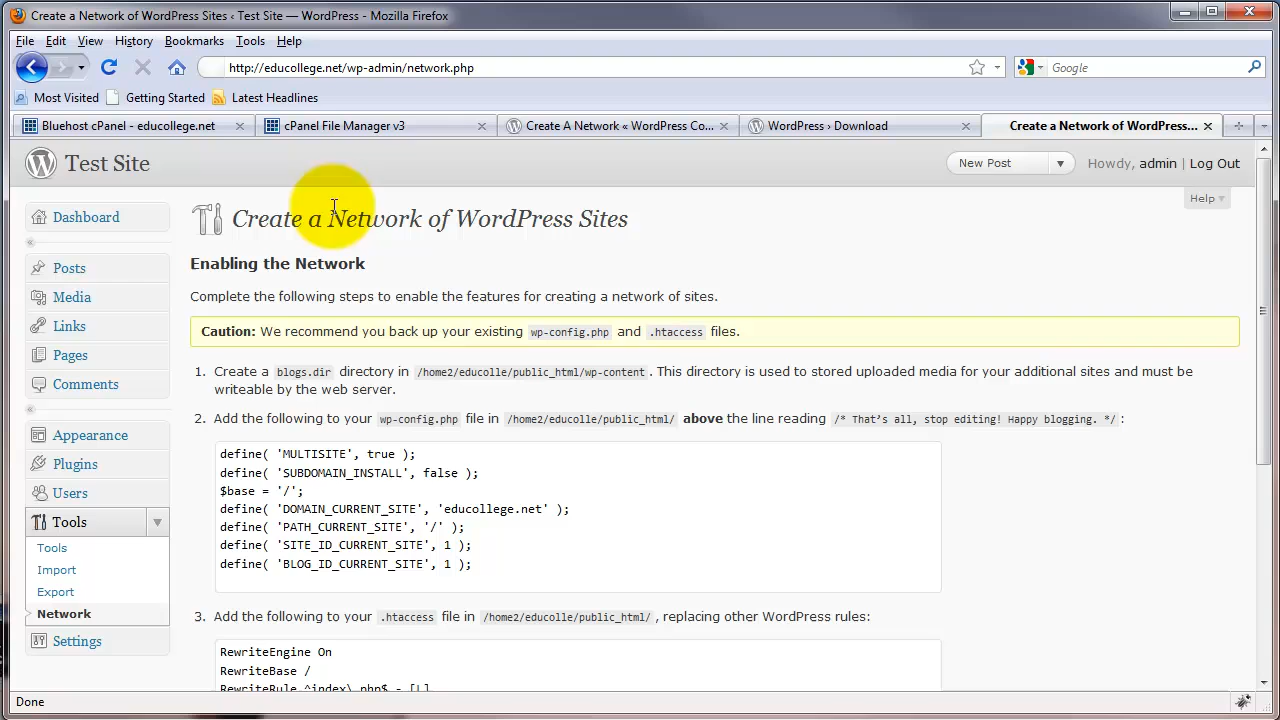 Create a Network of WordPress Sites ‹ Test Site — WordPress - Mozilla Firefox
File Edit View History Bookmarks Tools Help
http://educollege.net/wp-admin/network.php
Google
Most Visited Getting Started Latest Headlines
Bluehost cPanel - educollege.net
cPanel File Manager v3
Create A Network « WordPress Co...
WordPress › Download
Create a Network of WordPress...
Test Site
New Post
Howdy, admin | Log Out
Help
Dashboard
Posts
Media
Links
Pages
Comments
Appearance
Plugins
Users
Tools
Tools
Import
Export
Network
Settings
Create a Network of WordPress Sites
Enabling the Network
Complete the following steps to enable the features for creating a network of sites.
Caution: We recommend you back up your existing wp-config.php and .htaccess files.
1. Create a blogs.dir directory in /home2/educolle/public_html/wp-content. This directory is used to stored uploaded media for your additional sites and must be
writeable by the web server.
2. Add the following to your wp-config.php file in /home2/educolle/public_html/ above the line reading /* That's all, stop editing! Happy blogging. */:
define( 'MULTISITE', true );
define( 'SUBDOMAIN_INSTALL', false );
$base = '/';
define( 'DOMAIN_CURRENT_SITE', 'educollege.net' );
define( 'PATH_CURRENT_SITE', '/' );
define( 'SITE_ID_CURRENT_SITE', 1 );
define( 'BLOG_ID_CURRENT_SITE', 1 );
3. Add the following to your .htaccess file in /home2/educolle/public_html/, replacing other WordPress rules:
RewriteEngine On
RewriteBase /
RewriteRule ^index\.php$ - [L]
Done